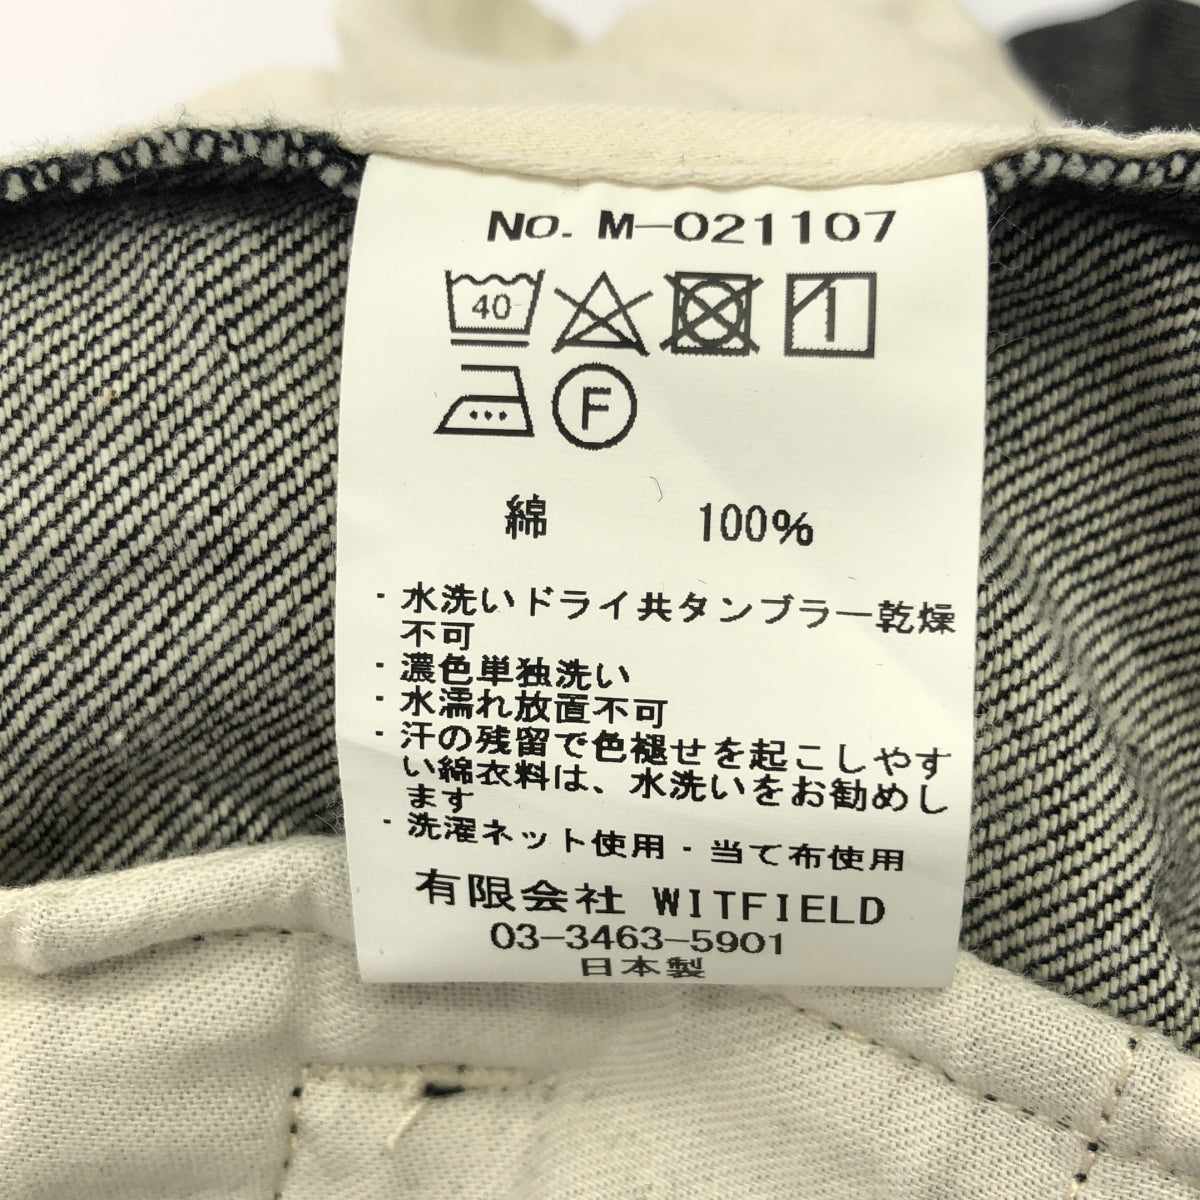 No. M-021107
40
F
綿 100%
・水洗いドライ共タンブラー乾燥
不可
・濃色単独洗い
・水濡れ放置不可
・汗の残留で色褪せを起こしやす
い綿衣料は、水洗いをお勧めし
ます
・洗濯ネット使用・当て布使用
有限会社 WITFIELD
03-3463-5901
日本製